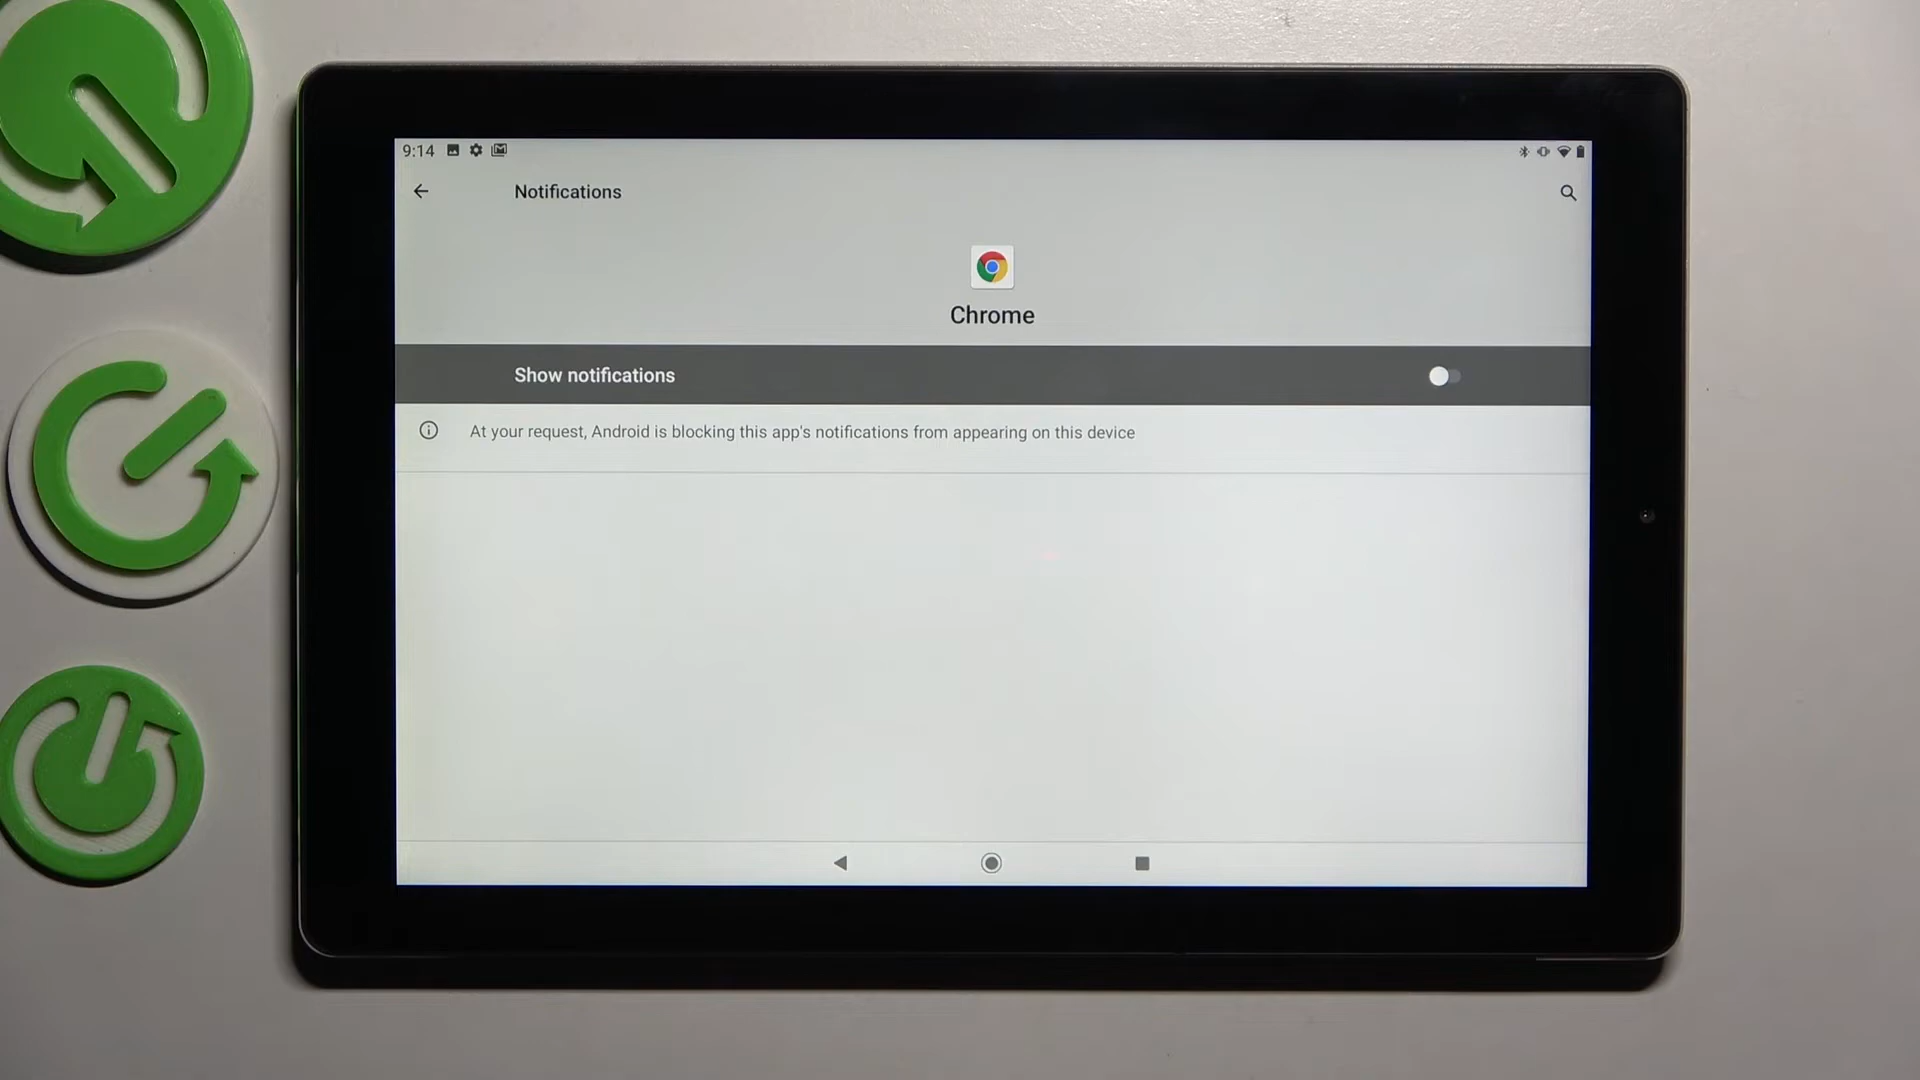 9:14
Notifications
Chrome
Show notifications
At your request, Android is blocking this app's notifications from appearing on this device